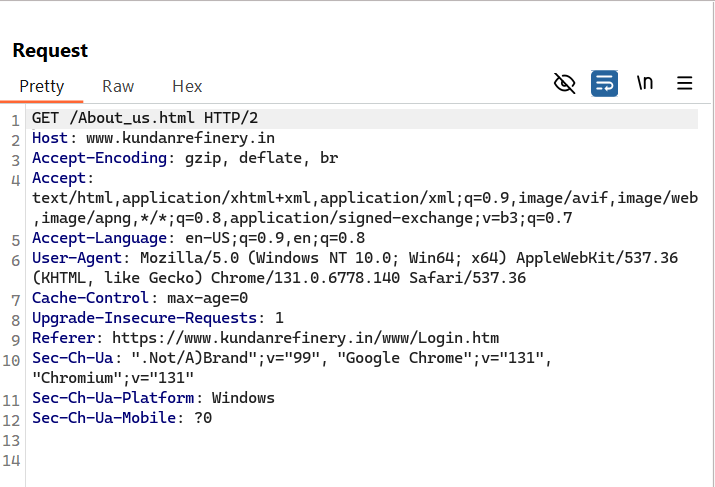 Request
Pretty Raw Hex \n
1 GET /About_us.html HTTP/2
2 Host: www.kundanrefinery.in
3 Accept-Encoding: gzip, deflate, br
4 Accept:
text/html,application/xhtml+xml,application/xml;q=0.9,image/avif,image/web
,image/apng,*/*;q=0.8,application/signed-exchange;v=b3;q=0.7
5 Accept-Language: en-US;q=0.9,en;q=0.8
6 User-Agent: Mozilla/5.0 (Windows NT 10.0; Win64; x64) AppleWebKit/537.36
(KHTML, like Gecko) Chrome/131.0.6778.140 Safari/537.36
7 Cache-Control: max-age=0
8 Upgrade-Insecure-Requests: 1
9 Referer: https://www.kundanrefinery.in/www/Login.htm
10 Sec-Ch-Ua: ".Not/A)Brand";v="99", "Google Chrome";v="131",
"Chromium";v="131"
11 Sec-Ch-Ua-Platform: Windows
12 Sec-Ch-Ua-Mobile: ?0
13
14